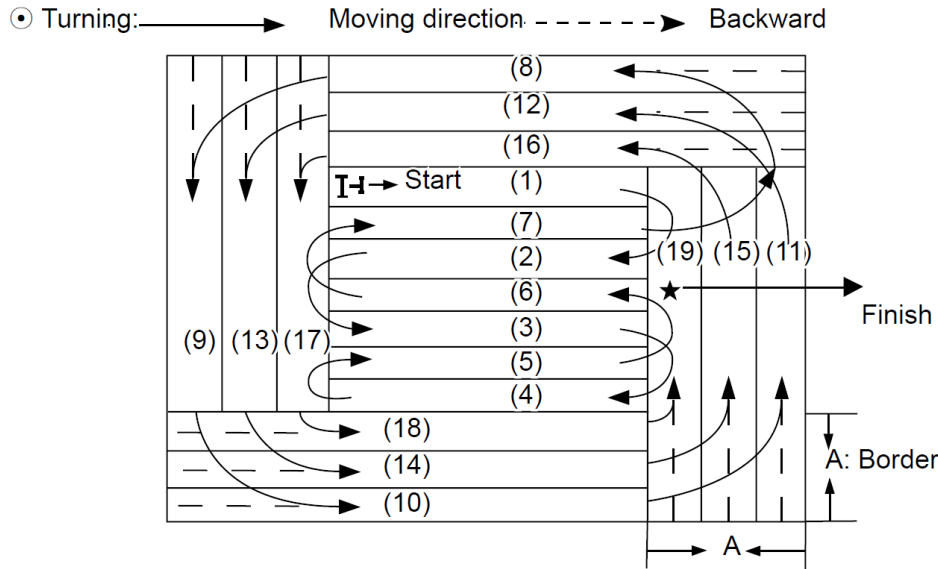 ⊙ Turning: Moving direction Backward
(8)
(12)
(16)
Start (1)
(7)
(2) (19) (15) (11)
(6)
Finish
(9) (13) (17) (3)
(5)
(4)
(18)
(14) A: Border
(10)
A